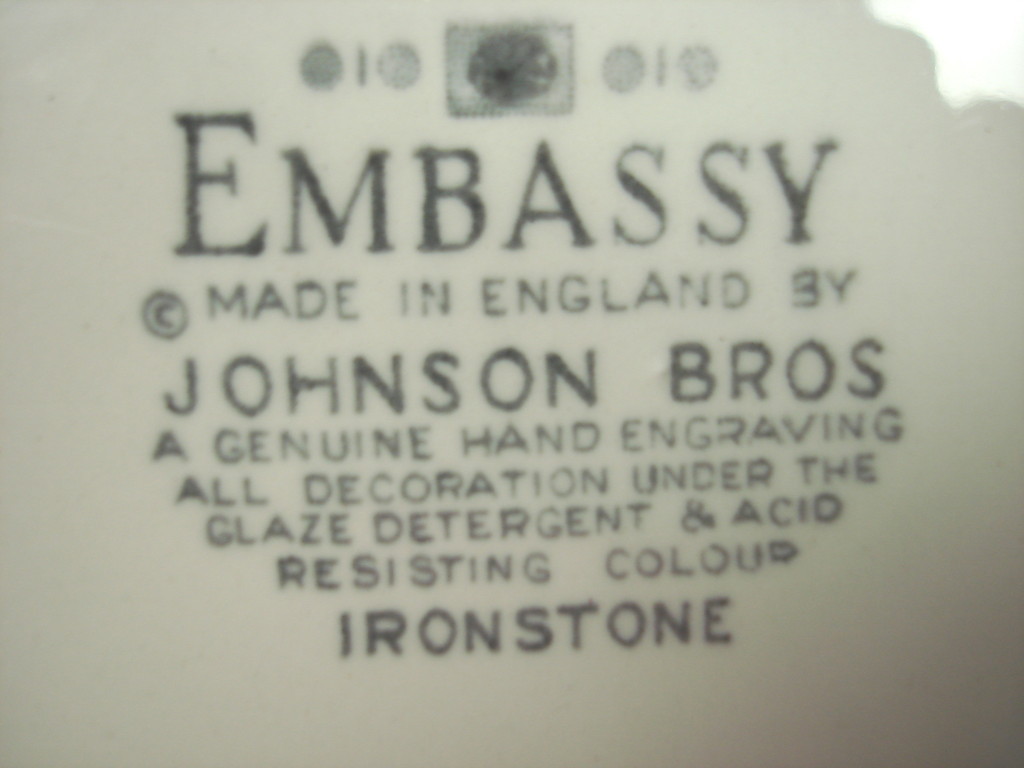 EMBASSY
© MADE IN ENGLAND BY
JOHNSON BROS
A GENUINE HAND ENGRAVING
ALL DECORATION UNDER THE
GLAZE DETERGENT & ACID
RESISTING COLOUR
IRONSTONE